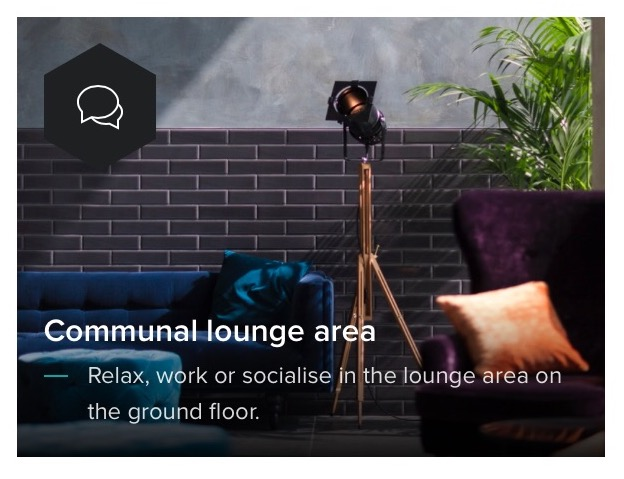 Communal lounge area
— Relax, work or socialise in the lounge area on
the ground floor.